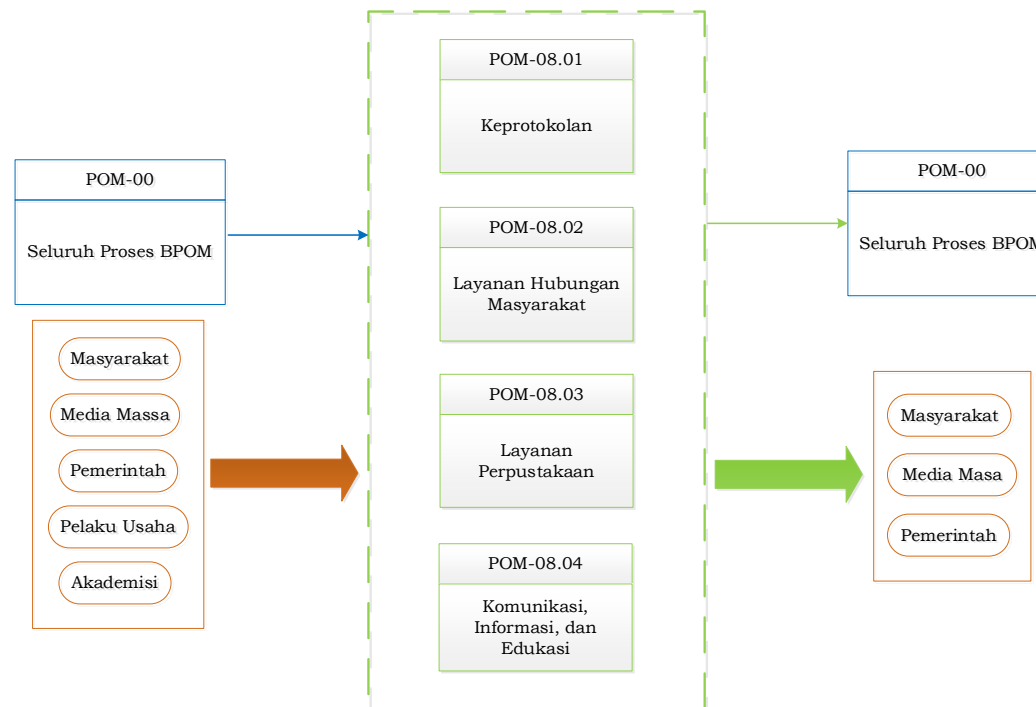 POM-00
Seluruh Proses BPOM
Masyarakat
Media Massa
Pemerintah
Pelaku Usaha
Akademisi
POM-08.01
Keprotokolan
POM-08.02
Layanan Hubungan
Masyarakat
POM-08.03
Layanan
Perpustakaan
POM-08.04
Komunikasi,
Informasi, dan
Edukasi
POM-00
Seluruh Proses BPOM
Masyarakat
Media Masa
Pemerintah